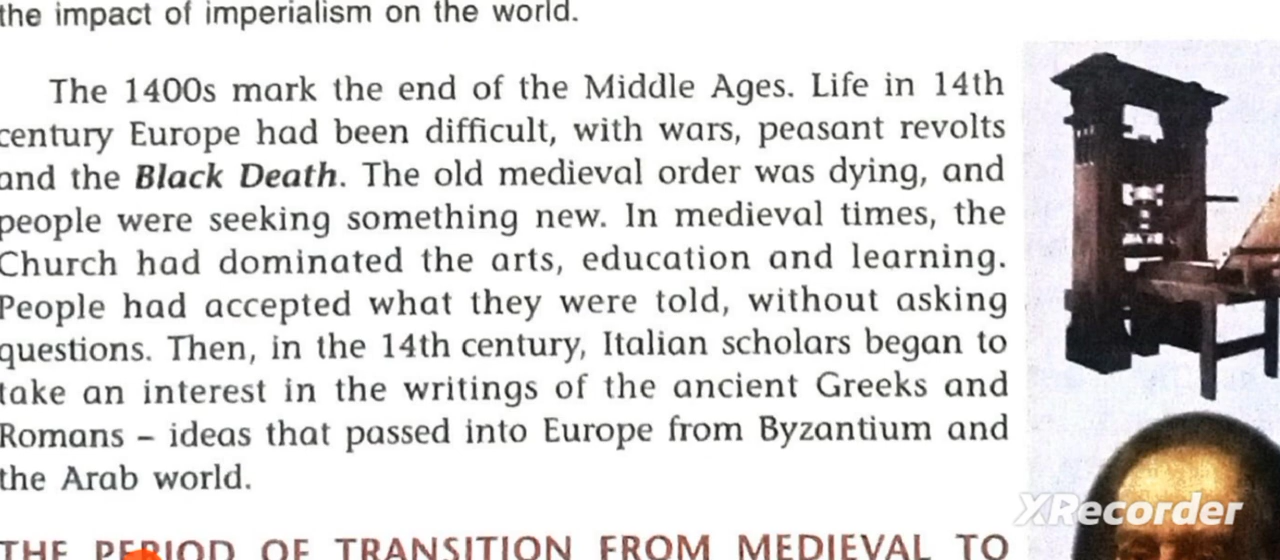 the impact of imperialism on the world.
The 1400s mark the end of the Middle Ages. Life in 14th
century Europe had been difficult, with wars, peasant revolts
and the Black Death. The old medieval order was dying, and
people were seeking something new. In medieval times, the
Church had dominated the arts, education and learning.
People had accepted what they were told, without asking
questions. Then, in the 14th century, Italian scholars began to
take an interest in the writings of the ancient Greeks and
Romans – ideas that passed into Europe from Byzantium and
the Arab world.
XRecorder
THE PERIOD OF TRANSITION FROM MEDIEVAL TO